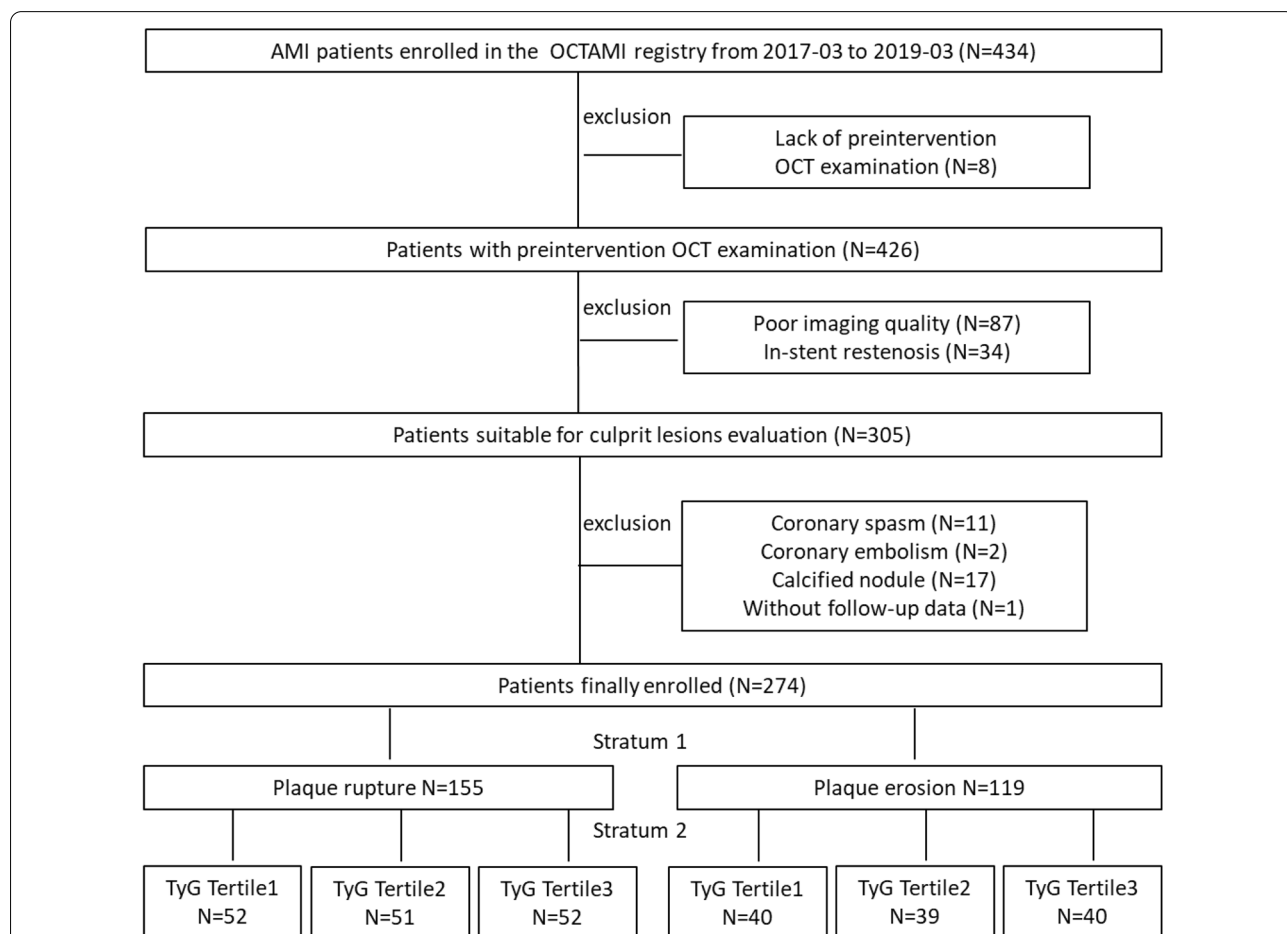 AMI patients enrolled in the OCTAMI registry from 2017-03 to 2019-03 (N=434)
exclusion
Lack of preintervention
OCT examination (N=8)
Patients with preintervention OCT examination (N=426)
exclusion
Poor imaging quality (N=87)
In-stent restenosis (N=34)
Patients suitable for culprit lesions evaluation (N=305)
exclusion
Coronary spasm (N=11)
Coronary embolism (N=2)
Calcified nodule (N=17)
Without follow-up data (N=1)
Patients finally enrolled (N=274)
Stratum 1
Plaque rupture N=155
Plaque erosion N=119
Stratum 2
TyG Tertile1
N=52
TyG Tertile2
N=51
TyG Tertile3
N=52
TyG Tertile1
N=40
TyG Tertile2
N=39
TyG Tertile3
N=40